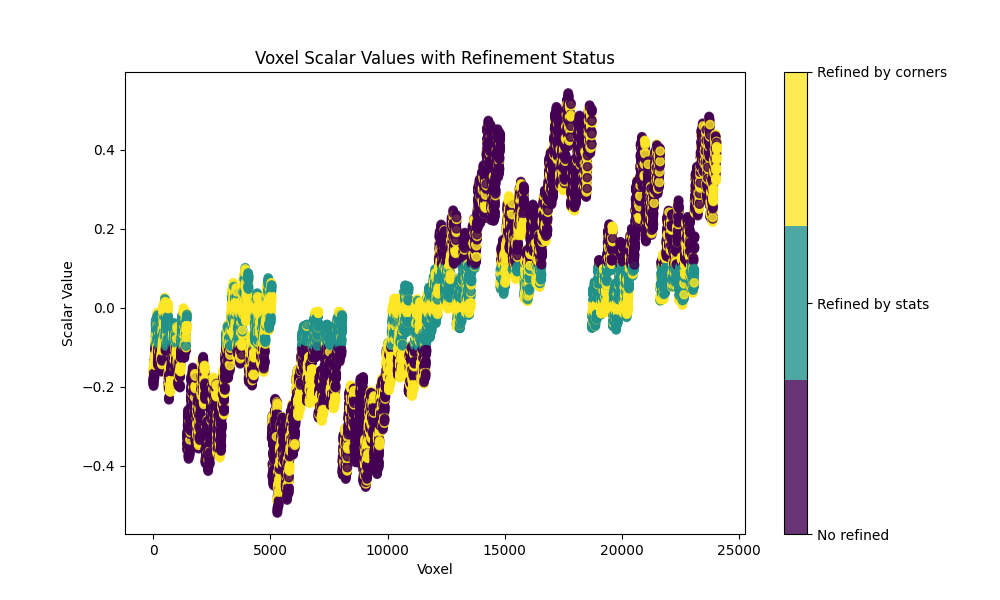 Voxel Scalar Values with Refinement Status
Scalar Value
0.4
0.2
0.0
−0.2
−0.4
0
5000
10000
15000
20000
25000
Voxel
Refined by corners
Refined by stats
No refined